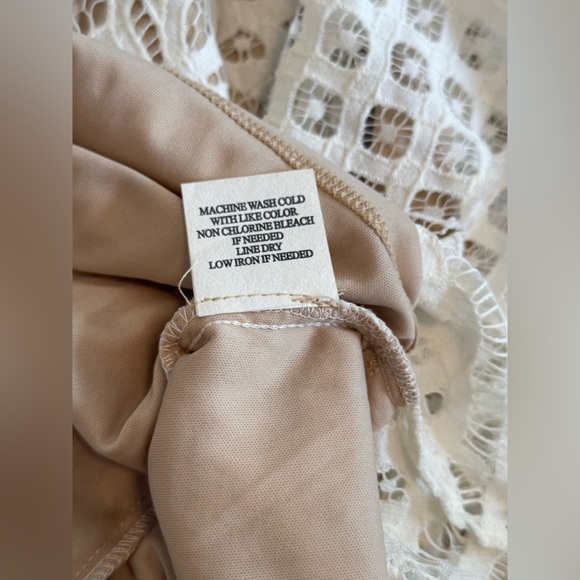 MACHINE WASH COLD
WITH LIKE COLOR
NON CHLORINE BLEACH
IF NEEDED
LINE DRY
LOW IRON IF NEEDED